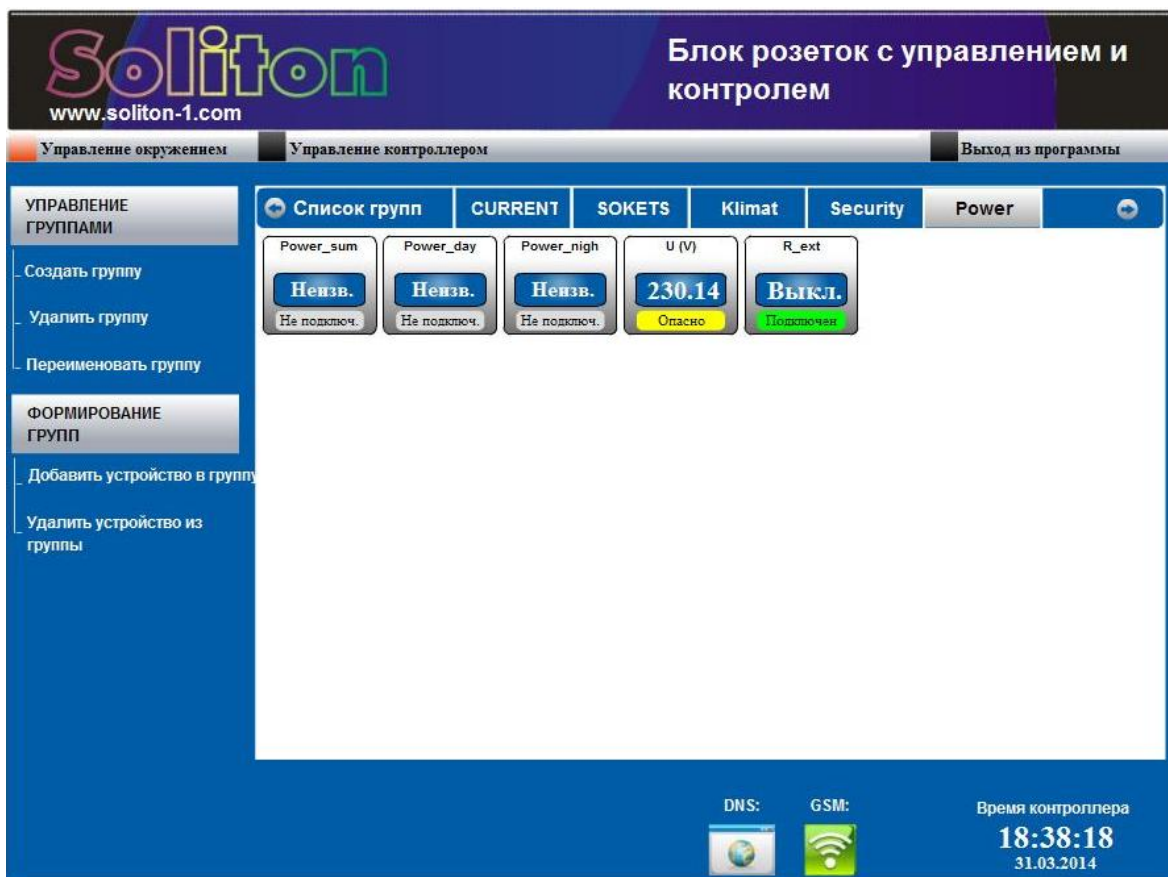 Soliton
www.soliton-1.com
Блок розеток с управлением и
контролем
Управление окружением
Управление контроллером
Выход из программы
УПРАВЛЕНИЕ
ГРУППАМИ
Создать группу
Удалить группу
Переименовать группу
ФОРМИРОВАНИЕ
ГРУПП
Добавить устройство в группу
Удалить устройство из
группы
Список групп
CURRENT
SOKETS
Klimat
Security
Power
Power_sum
Неизв.
Не подключ.
Power_day
Неизв.
Не подключ.
Power_nigh
Неизв.
Не подключ.
U (V)
230.14
Опасно
R_ext
Выкл.
Подключен
DNS:
GSM:
Время контроллера
18:38:18
31.03.2014